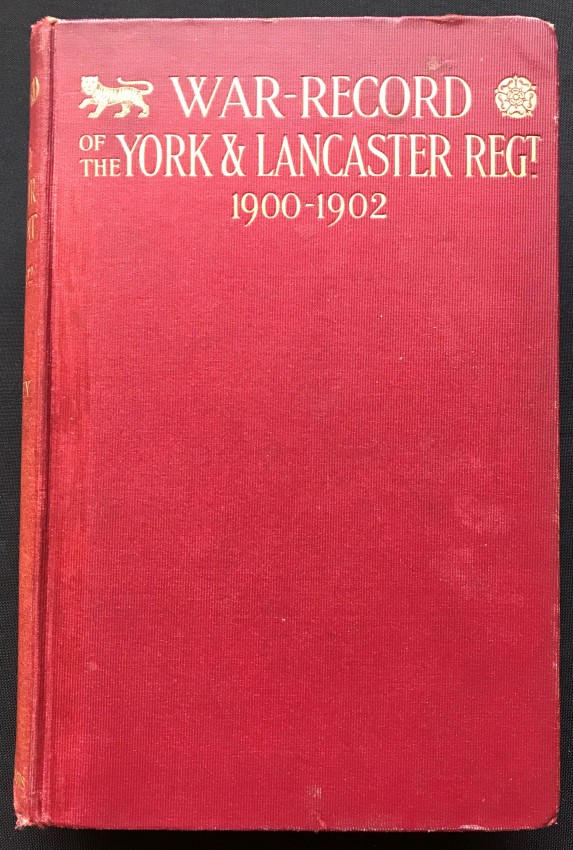 WAR-RECORD
OF THE YORK & LANCASTER REGT.
1900-1902